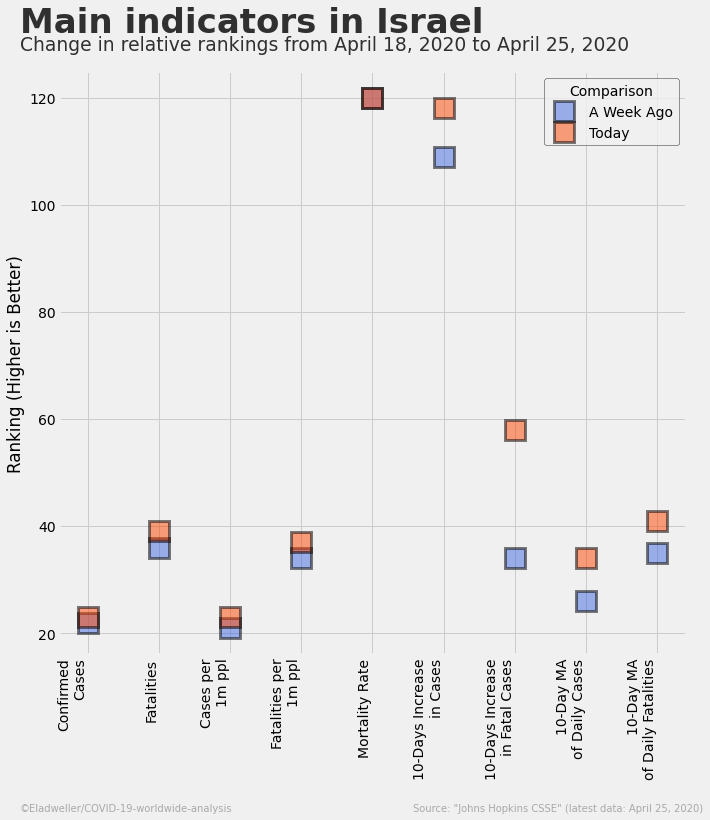 Main indicators in Israel
Change in relative rankings from April 18, 2020 to April 25, 2020
Comparison
A Week Ago
Today
Ranking (Higher is Better)
120
100
80
60
40
20
Confirmed
Cases
Fatalities
Cases per
1m ppl
Fatalities per
1m ppl
Mortality Rate
10-Days Increase
in Cases
10-Days Increase
in Fatal Cases
10-Day MA
of Daily Cases
10-Day MA
of Daily Fatalities
©Eladweller/COVID-19-worldwide-analysis
Source: "Johns Hopkins CSSE" (latest data: April 25, 2020)